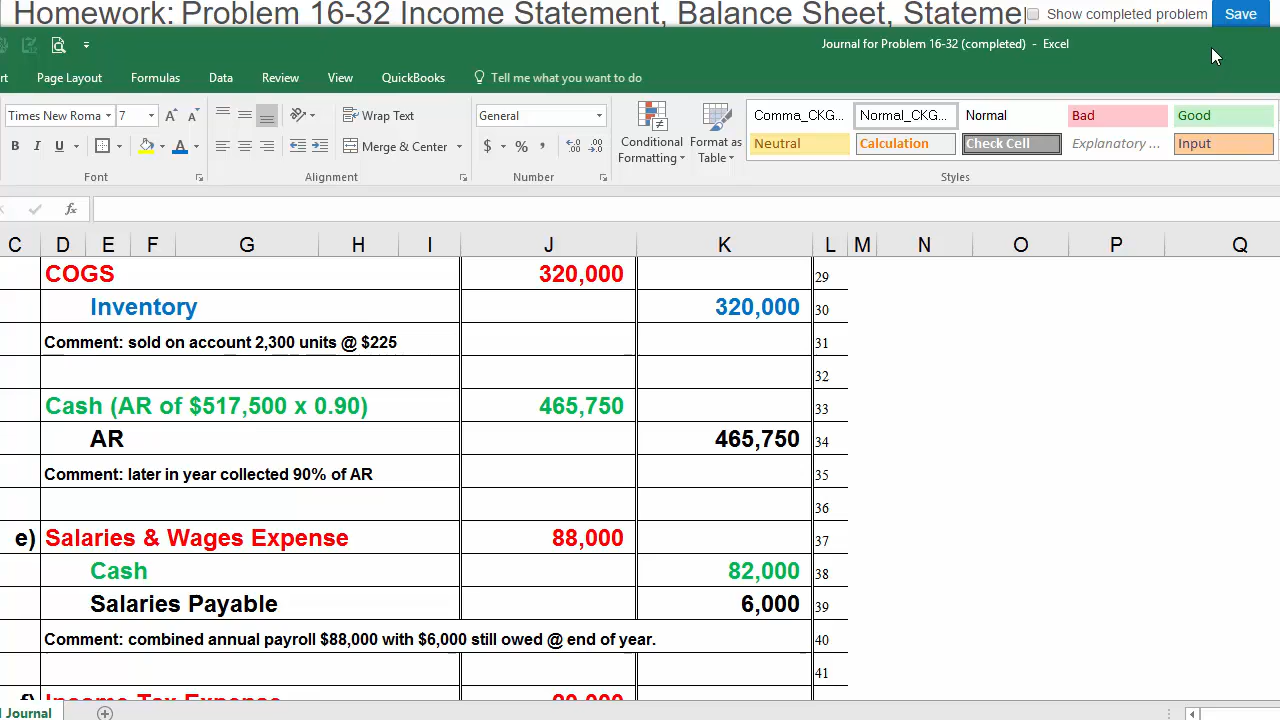 Homework: Problem 16-32 Income Statement, Balance Sheet, Stateme
Show completed problem
Save
Journal for Problem 16-32 (completed) - Excel
rt Page Layout Formulas Data Review View QuickBooks Tell me what you want to do
Times New Roma 7 A A Wrap Text General Comma_CKG... Normal_CKG... Normal Bad Good
B I U A Merge & Center $ % , Conditional Formatting Format as Table Neutral Calculation Check Cell Explanatory ... Input
Font Alignment Number Styles
fx
C D E F G H I J K L M N O P Q
COGS 320,000 29
Inventory 320,000 30
Comment: sold on account 2,300 units @ $225 31
32
Cash (AR of $517,500 x 0.90) 465,750 33
AR 465,750 34
Comment: later in year collected 90% of AR 35
36
e) Salaries & Wages Expense 88,000 37
Cash 82,000 38
Salaries Payable 6,000 39
Comment: combined annual payroll $88,000 with $6,000 still owed @ end of year. 40
41
f) Income Tax Expense
Journal